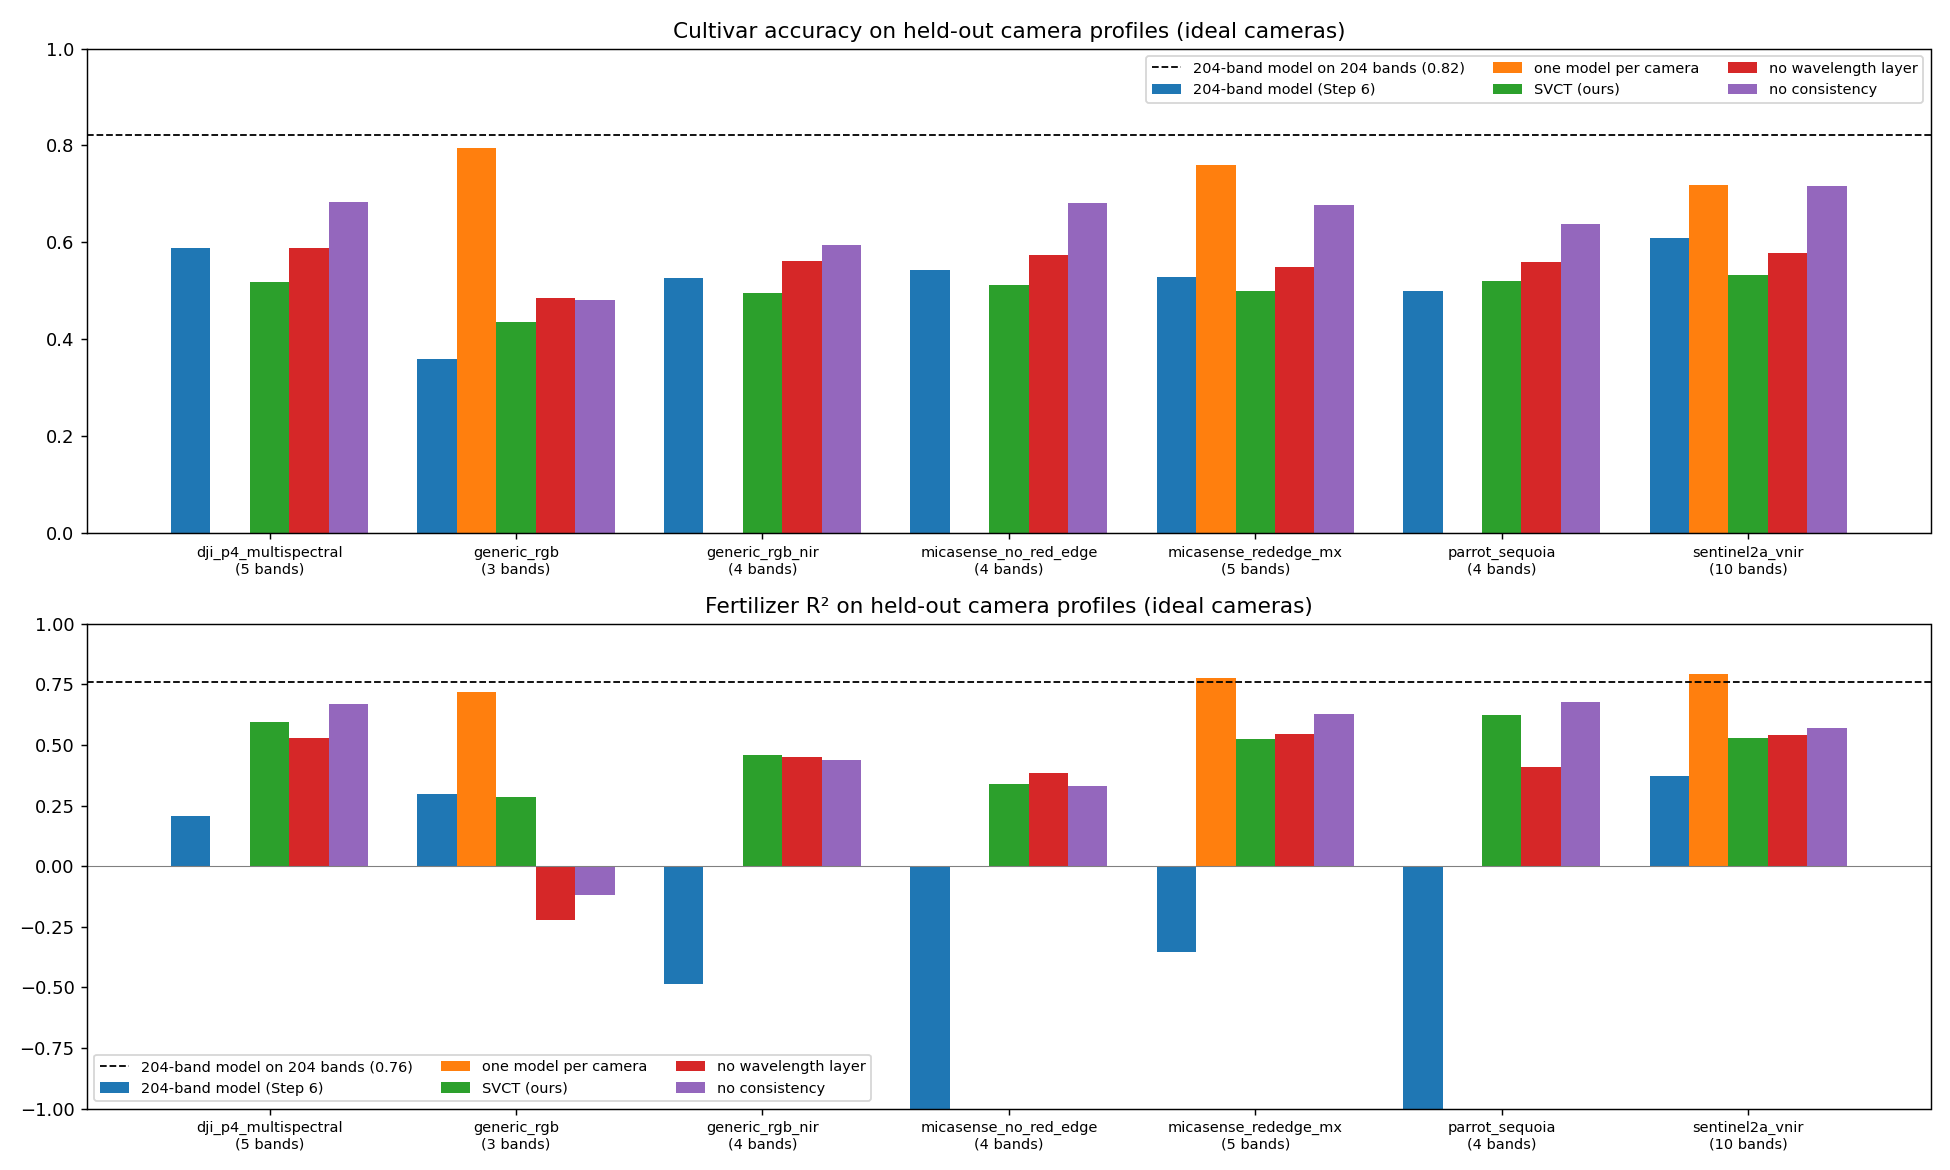 Cultivar accuracy on held-out camera profiles (ideal cameras)
1.0
0.8
0.6
0.4
0.2
0.0
204-band model on 204 bands (0.82)
204-band model (Step 6)
one model per camera
SVCT (ours)
no wavelength layer
no consistency
dji_p4_multispectral
(5 bands)
generic_rgb
(3 bands)
generic_rgb_nir
(4 bands)
micasense_no_red_edge
(4 bands)
micasense_rededge_mx
(5 bands)
parrot_sequoia
(4 bands)
sentinel2a_vnir
(10 bands)
Fertilizer R² on held-out camera profiles (ideal cameras)
1.00
0.75
0.50
0.25
0.00
−0.25
−0.50
−0.75
−1.00
204-band model on 204 bands (0.76)
204-band model (Step 6)
one model per camera
SVCT (ours)
no wavelength layer
no consistency
dji_p4_multispectral
(5 bands)
generic_rgb
(3 bands)
generic_rgb_nir
(4 bands)
micasense_no_red_edge
(4 bands)
micasense_rededge_mx
(5 bands)
parrot_sequoia
(4 bands)
sentinel2a_vnir
(10 bands)